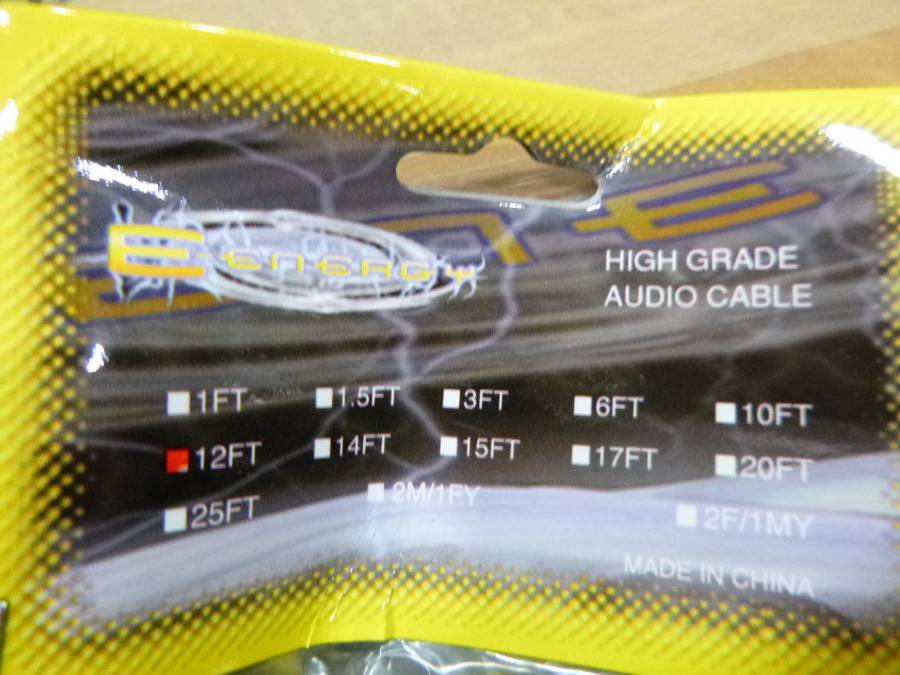 E-ENERGY
HIGH GRADE
AUDIO CABLE
1FT 1.5FT 3FT 6FT 10FT
12FT 14FT 15FT 17FT 20FT
25FT 2M/1FY 2F/1MY
MADE IN CHINA